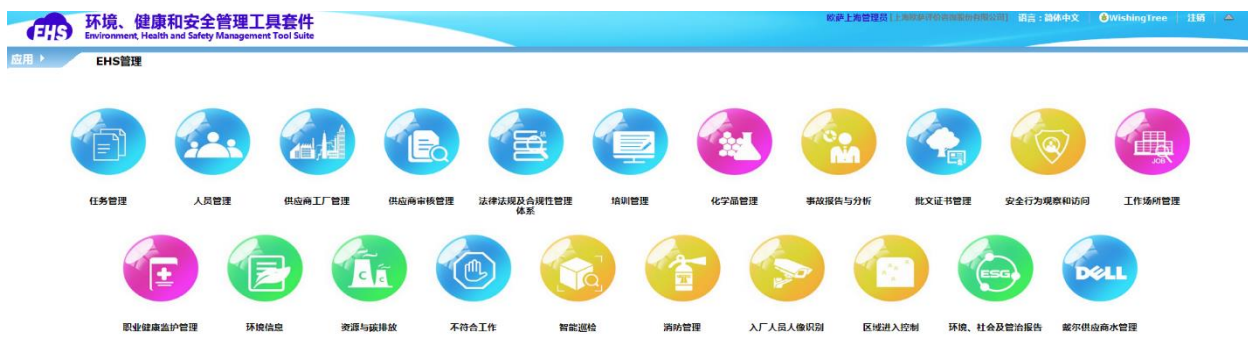 EHS
环境、健康和安全管理工具套件
Environment, Health and Safety Management Tool Suite
欧萨上海管理员 语言：简体中文 WishingTree 注销
应用
EHS管理
JOB
任务管理 人员管理 供应商工厂管理 供应商审核管理 法律法规及合规性管理体系 培训管理 化学品管理 事故报告与分析 批文证书管理 安全行为观察和访问 工作场所管理
C C ESG DELL
职业健康监护管理 环境信息 资源与碳排放 不符合工作 智能巡检 消防管理 入厂人员人像识别 区域进入控制 环境、社会及管治报告 戴尔供应商水管理